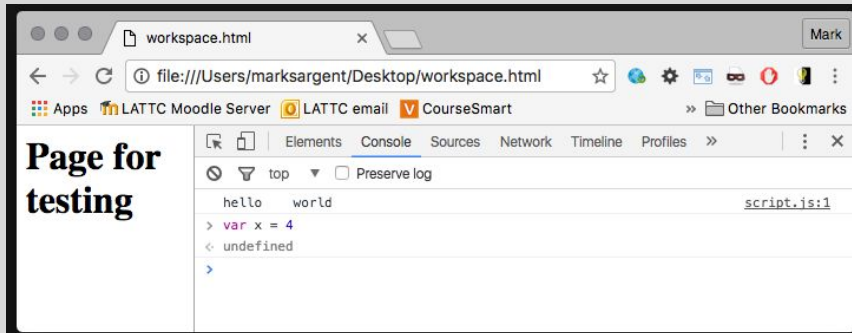 workspace.html
Mark
file:///Users/marksargent/Desktop/workspace.html
Apps LATTC Moodle Server LATTC email CourseSmart » Other Bookmarks
Page for
testing
Elements Console Sources Network Timeline Profiles »
top Preserve log
hello world script.js:1
> var x = 4
undefined
>